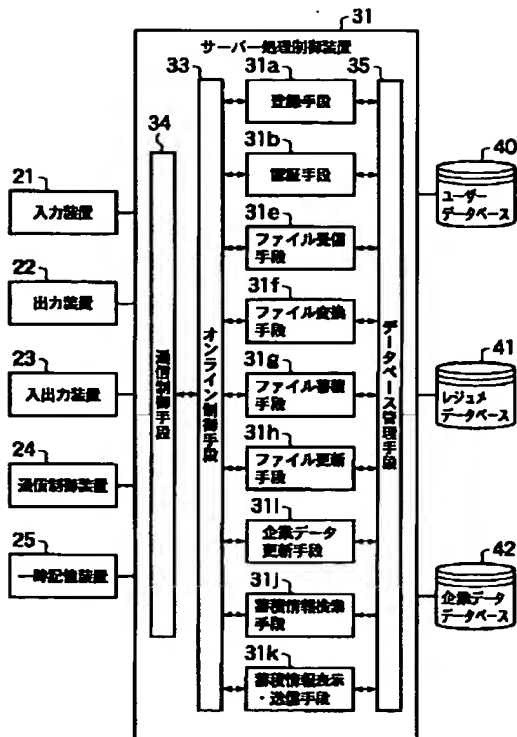 31
サーバー処理制御装置
33
31a
35
登録手段
34
31b
認証手段
40
ユーザー
データベース
21
入力装置
31e
ファイル受信
手段
22
出力装置
31f
ファイル変換
手段
通信制御手段
オンライン制御手段
データベース管理手段
23
入出力装置
31g
ファイル蓄積
手段
41
レジュメ
データベース
24
通信制御装置
31h
ファイル更新
手段
25
一時記憶装置
31i
企業データ
更新手段
42
企業データ
データベース
31j
蓄積情報検索
手段
31k
蓄積情報表示
・送信手段